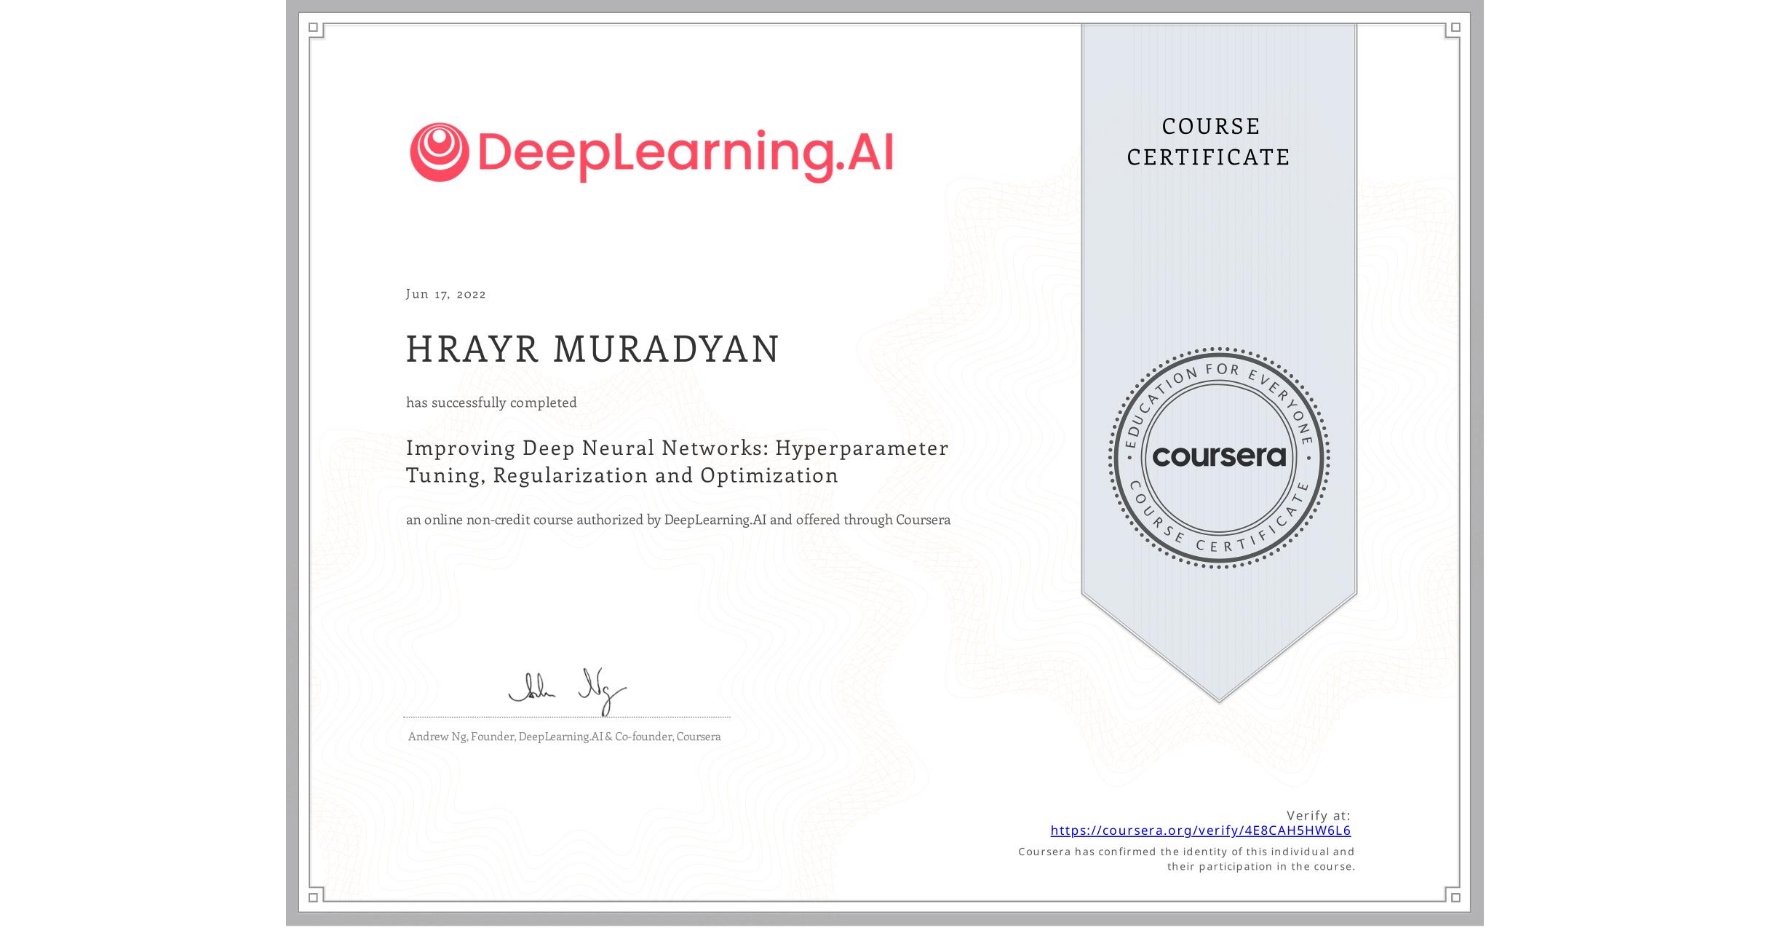 DeepLearning.AI
COURSE
CERTIFICATE
Jun 17, 2022
HRAYR MURADYAN
has successfully completed
Improving Deep Neural Networks: Hyperparameter
Tuning, Regularization and Optimization
an online non-credit course authorized by DeepLearning.AI and offered through Coursera
EDUCATION FOR EVERYONE
coursera
COURSE CERTIFICATE
Andrew Ng, Founder, DeepLearning.AI & Co-founder, Coursera
Verify at:
https://coursera.org/verify/4E8CAH5HW6L6
Coursera has confirmed the identity of this individual and
their participation in the course.